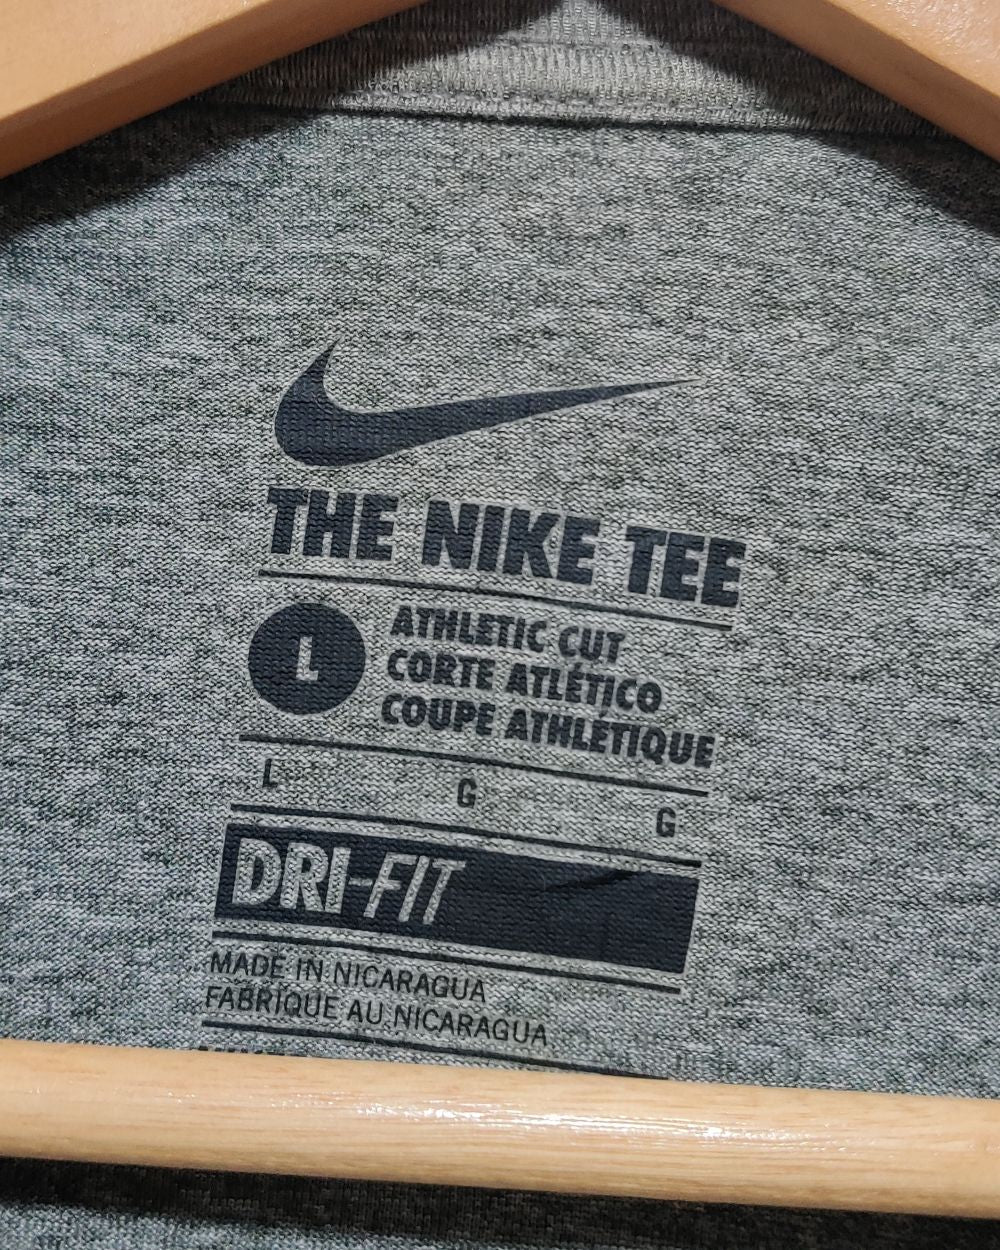 THE NIKE TEE
L
ATHLETIC CUT
CORTE ATLÉTICO
COUPE ATHLÉTIQUE
L G G
DRI-FIT
MADE IN NICARAGUA
FABRIQUE AU NICARAGUA